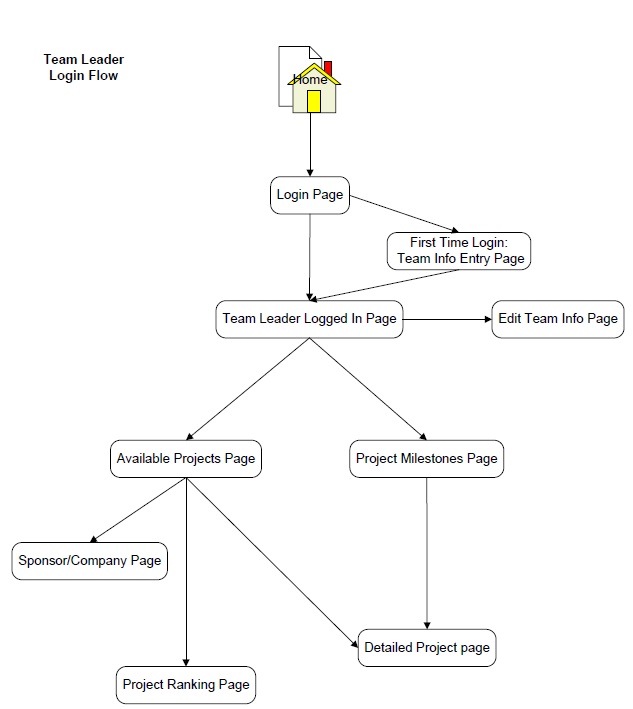 Team Leader
Login Flow
Home
Login Page
First Time Login:
Team Info Entry Page
Team Leader Logged In Page
Edit Team Info Page
Available Projects Page
Project Milestones Page
Sponsor/Company Page
Detailed Project page
Project Ranking Page